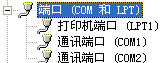 端口 (COM 和 LPT)
打印机端口 (LPT1)
通讯端口 (COM1)
通讯端口 (COM2)